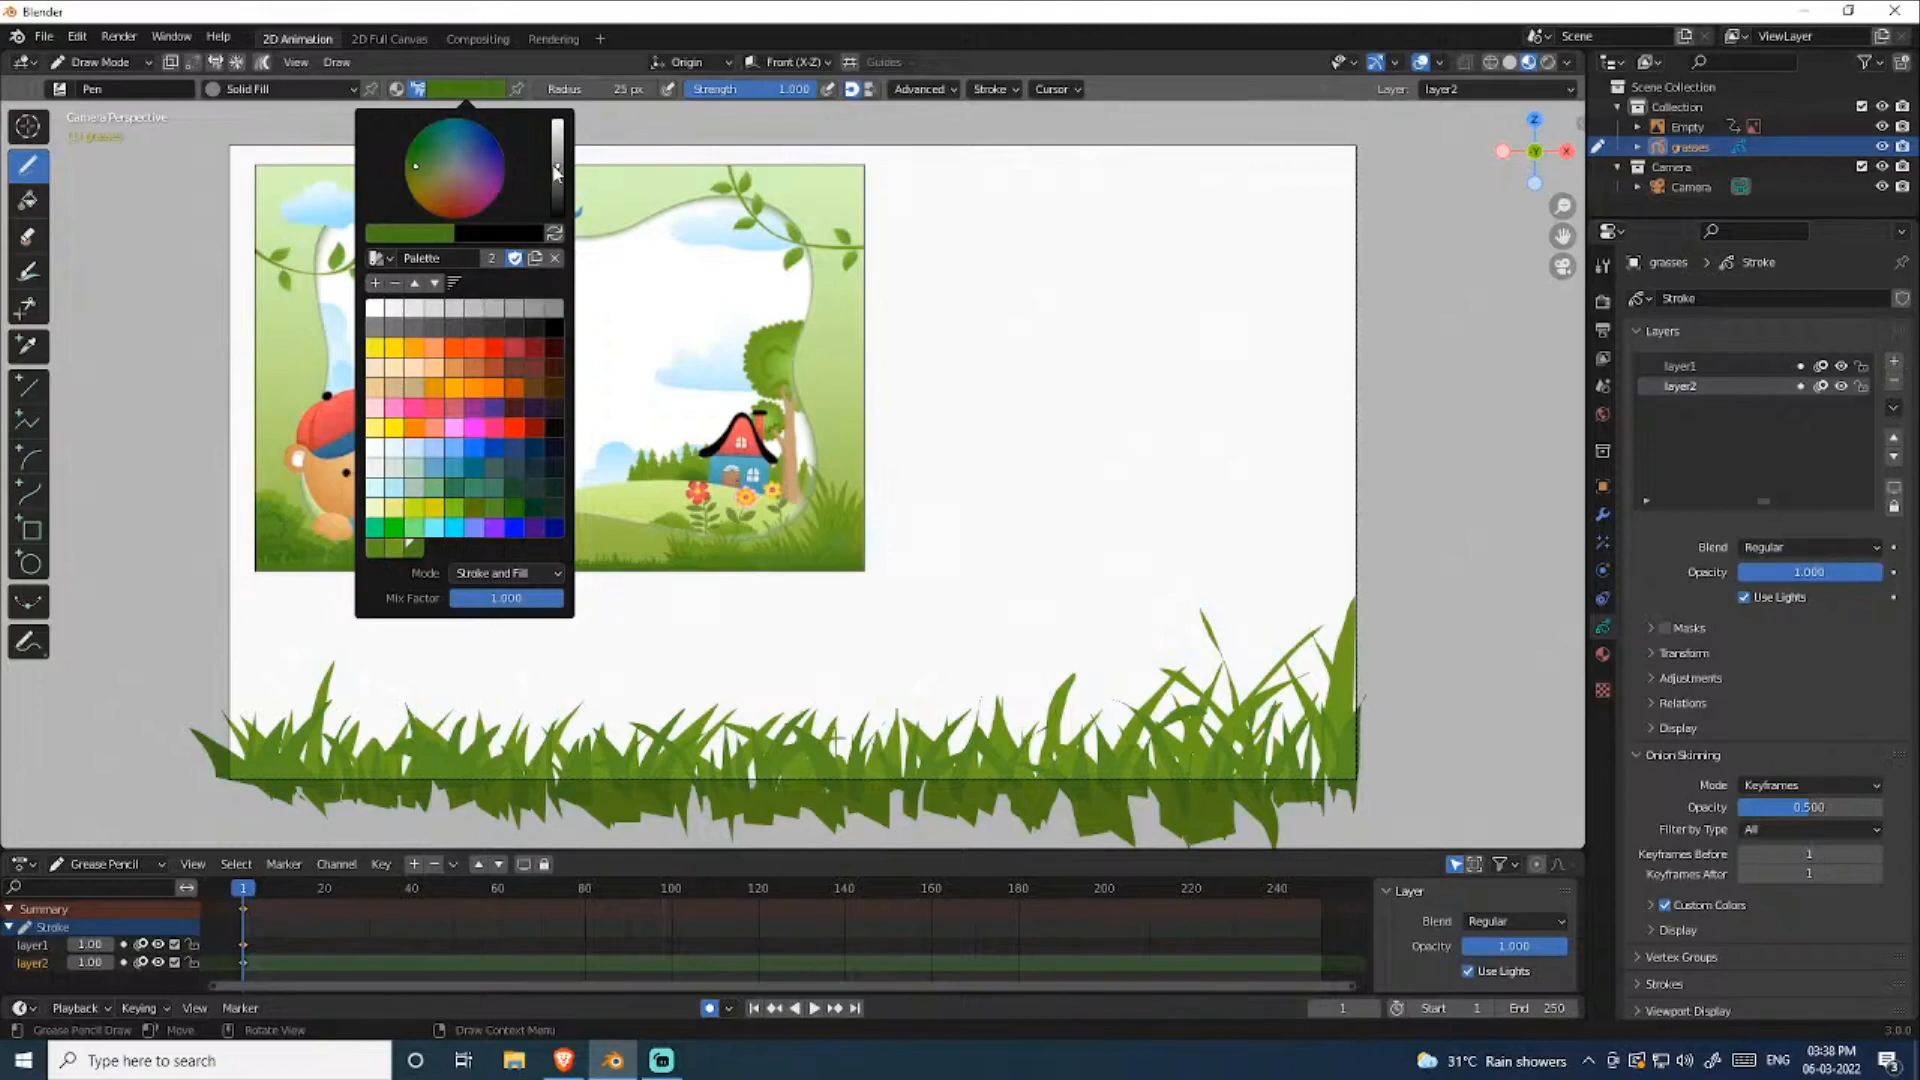 Blender
File Edit Render Window Help 2D Animation 2D Full Canvas Compositing Rendering + Scene ViewLayer
Draw Mode View Draw Origin Front (X-Z) Guides
Pen Solid Fill Radius 25 px Strength 1.000 Advanced Stroke Cursor Layer: layer2
Camera Perspective
(1) grasses
Z
X
Y
Palette 2
Mode Stroke and Fill
Mix Factor 1.000
Scene Collection
Collection
Empty
grasses
Camera
Camera
grasses > Stroke
Stroke
Layers
layer1
layer2
Blend Regular
Opacity 1.000
Use Lights
Masks
Transform
Adjustments
Relations
Display
Onion Skinning
Mode Keyframes
Opacity 0.500
Filter by Type All
Keyframes Before 1
Keyframes After 1
Custom Colors
Display
Vertex Groups
Strokes
Viewport Display
Grease Pencil View Select Marker Channel Key
1 20 40 60 80 100 120 140 160 180 200 220 240
Summary
Stroke
layer1 1.00
layer2 1.00
Layer
Blend Regular
Opacity 1.000
Use Lights
Playback Keying View Marker 1 Start 1 End 250
Grease Pencil Draw Move Rotate View Draw Context Menu 3.0.0
Type here to search 31°C Rain showers ENG 03:38 PM
06-03-2022 3